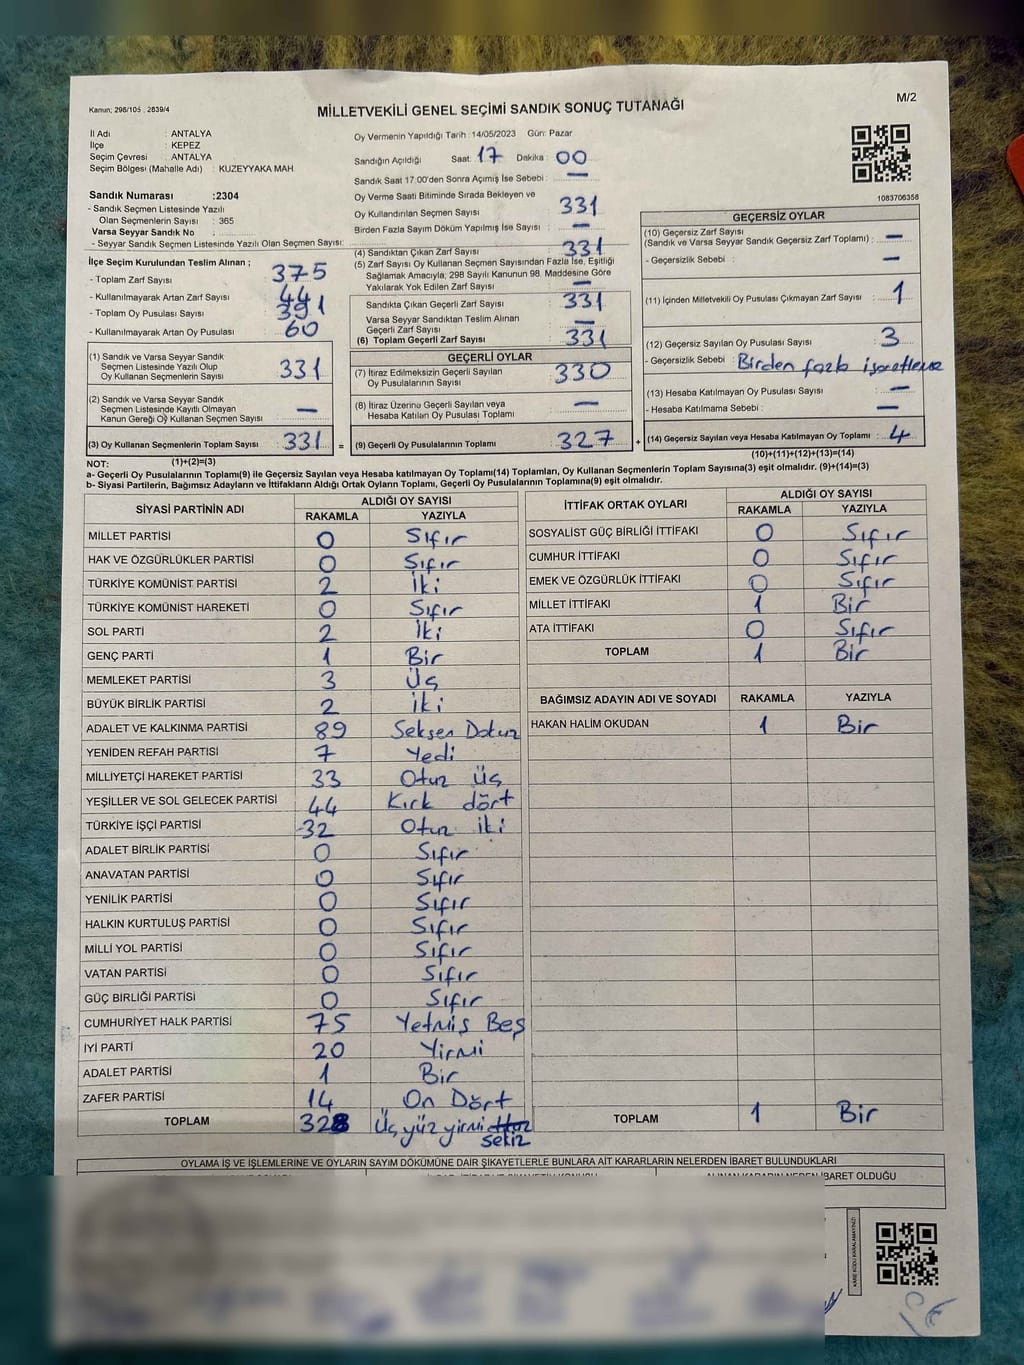 Kanun; 298/105 , 2839/4
MİLLETVEKİLİ GENEL SEÇİMİ SANDIK SONUÇ TUTANAĞI
M/2
İl Adı : ANTALYA
İlçe : KEPEZ
Seçim Çevresi : ANTALYA
Seçim Bölgesi (Mahalle Adı) : KUZEYYAKA MAH
Sandık Numarası :2304
- Sandık Seçmen Listesinde Yazılı
Olan Seçmenlerin Sayısı : 365
Varsa Seyyar Sandık No
- Seyyar Sandık Seçmen Listesinde Yazılı Olan Seçmen Sayısı:
Oy Vermenin Yapıldığı Tarih :14/05/2023 Gün: Pazar
Sandığın Açıldığı Saat: 17 Dakika : 00
Sandık Saat 17:00'den Sonra Açımış İse Sebebi : —
Oy Verme Saati Bitiminde Sırada Bekleyen ve
Oy Kullandırılan Seçmen Sayısı 331
Birden Fazla Sayım Döküm Yapılmış İse Sayısı : —
1083706358
İlçe Seçim Kurulundan Teslim Alınan ;
- Toplam Zarf Sayısı 375
- Kullanılmayarak Artan Zarf Sayısı 44
- Toplam Oy Pusulası Sayısı 391
- Kullanılmayarak Artan Oy Pusulası 60
(1) Sandık ve Varsa Seyyar Sandık
Seçmen Listesinde Yazılı Olup
Oy Kullanan Seçmenlerin Sayısı 331
(2) Sandık ve Varsa Seyyar Sandık
Seçmen Listesinde Kayıtlı Olmayan
Kanun Gereği Oy Kullanan Seçmen Sayısı —
(3) Oy Kullanan Seçmenlerin Toplam Sayısı 331 =
(1)+(2)=(3)
(4) Sandıktan Çıkan Zarf Sayısı 331
(5) Zarf Sayısı Oy Kullanan Seçmen Sayısından Fazla İse, Eşitliği
Sağlamak Amacıyla; 298 Sayılı Kanunun 98. Maddesine Göre
Yakılarak Yok Edilen Zarf Sayısı —
Sandıkta Çıkan Geçerli Zarf Sayısı 331
Varsa Seyyar Sandıktan Teslim Alınan
Geçerli Zarf Sayısı —
(6) Toplam Geçerli Zarf Sayısı 331
GEÇERLİ OYLAR
(7) İtiraz Edilmeksizin Geçerli Sayılan
Oy Pusulalarının Sayısı 330
(8) İtiraz Üzerine Geçerli Sayılan veya
Hesaba Katılan Oy Pusulası Toplamı —
(9) Geçerli Oy Pusulalarının Toplamı 327 +
GEÇERSİZ OYLAR
(10) Geçersiz Zarf Sayısı
(Sandık ve Varsa Seyyar Sandık Geçersiz Zarf Toplamı) : —
- Geçersizlik Sebebi : —
(11) İçinden Milletvekili Oy Pusulası Çıkmayan Zarf Sayısı : 1
(12) Geçersiz Sayılan Oy Pusulası Sayısı : 3
- Geçersizlik Sebebi : Birden fazla işaretleme
(13) Hesaba Katılmayan Oy Pusulası Sayısı : —
- Hesaba Katılmama Sebebi : —
(14) Geçersiz Sayılan veya Hesaba Katılmayan Oy Toplamı : 4
(10)+(11)+(12)+(13)=(14)
NOT:
a- Geçerli Oy Pusulalarının Toplamı(9) ile Geçersiz Sayılan veya Hesaba katılmayan Oy Toplamı(14) Toplamları, Oy Kullanan Seçmenlerin Toplam Sayısına(3) eşit olmalıdır. (9)+(14)=(3)
b- Siyasi Partilerin, Bağımsız Adayların ve İttifakların Aldığı Ortak Oyların Toplamı, Geçerli Oy Pusulalarının Toplamına(9) eşit olmalıdır.
SİYASİ PARTİNİN ADI ALDIĞI OY SAYISI
RAKAMLA YAZIYLA
MİLLET PARTİSİ 0 Sıfır
HAK VE ÖZGÜRLÜKLER PARTİSİ 0 Sıfır
TÜRKİYE KOMÜNİST PARTİSİ 2 İki
TÜRKİYE KOMÜNİST HAREKETİ 0 Sıfır
SOL PARTİ 2 İki
GENÇ PARTİ 1 Bir
MEMLEKET PARTİSİ 3 Üç
BÜYÜK BİRLİK PARTİSİ 2 İki
ADALET VE KALKINMA PARTİSİ 89 Seksen Dokuz
YENİDEN REFAH PARTİSİ 7 Yedi
MİLLİYETÇİ HAREKET PARTİSİ 33 Otuz Üç
YEŞİLLER VE SOL GELECEK PARTİSİ 44 Kırk dört
TÜRKİYE İŞÇİ PARTİSİ 32 Otuz iki
ADALET BİRLİK PARTİSİ 0 Sıfır
ANAVATAN PARTİSİ 0 Sıfır
YENİLİK PARTİSİ 0 Sıfır
HALKIN KURTULUŞ PARTİSİ 0 Sıfır
MİLLİ YOL PARTİSİ 0 Sıfır
VATAN PARTİSİ 0 Sıfır
GÜÇ BİRLİĞİ PARTİSİ 0 Sıfır
CUMHURİYET HALK PARTİSİ 75 Yetmiş Beş
İYİ PARTİ 20 Yirmi
ADALET PARTİSİ 1 Bir
ZAFER PARTİSİ 14 On Dört
TOPLAM 328 Üç yüz yirmi
sekiz
İTTİFAK ORTAK OYLARI ALDIĞI OY SAYISI
RAKAMLA YAZIYLA
SOSYALİST GÜÇ BİRLİĞİ İTTİFAKI 0 Sıfır
CUMHUR İTTİFAKI 0 Sıfır
EMEK VE ÖZGÜRLÜK İTTİFAKI 0 Sıfır
MİLLET İTTİFAKI 1 Bir
ATA İTTİFAKI 0 Sıfır
TOPLAM 1 Bir
BAĞIMSIZ ADAYIN ADI VE SOYADI RAKAMLA YAZIYLA
HAKAN HALİM OKUDAN 1 Bir
TOPLAM 1 Bir
OYLAMA İŞ VE İŞLEMLERİNE VE OYLARIN SAYIM DÖKÜMÜNE DAİR ŞİKAYETLERLE BUNLARA AİT KARARLARIN NELERDEN İBARET BULUNDUKLARI
ALINAN KARARIN NEDEN İBARET OLDUĞU
KARE KODU KARALAMAYINIZ!